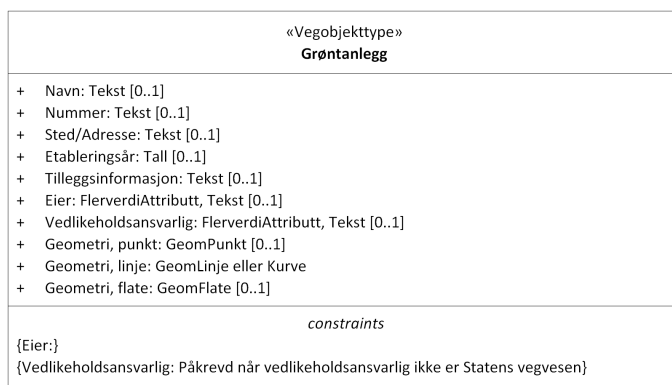 «Vegobjekttype»
Grøntanlegg
+ Navn: Tekst [0..1]
+ Nummer: Tekst [0..1]
+ Sted/Adresse: Tekst [0..1]
+ Etableringsår: Tall [0..1]
+ Tilleggsinformasjon: Tekst [0..1]
+ Eier: FlerverdiAttributt, Tekst [0..1]
+ Vedlikeholdsansvarlig: FlerverdiAttributt, Tekst [0..1]
+ Geometri, punkt: GeomPunkt [0..1]
+ Geometri, linje: GeomLinje eller Kurve
+ Geometri, flate: GeomFlate [0..1]
constraints
{Eier:}
{Vedlikeholdsansvarlig: Påkrevd når vedlikeholdsansvarlig ikke er Statens vegvesen}